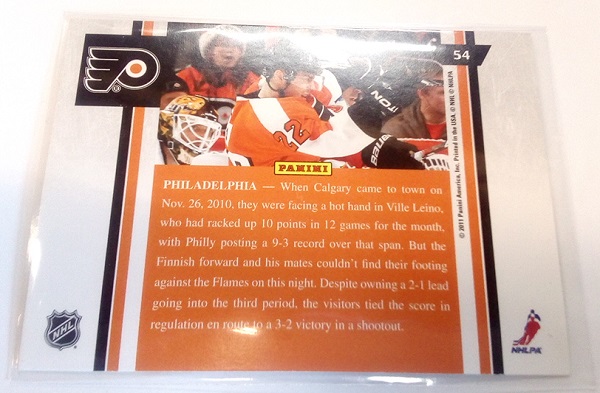 54
22
PANINI
PHILADELPHIA — When Calgary came to town on
Nov. 26, 2010, they were facing a hot hand in Ville Leino,
who had racked up 10 points in 12 games for the month,
with Philly posting a 9-3 record over that span. But the
Finnish forward and his mates couldn't find their footing
against the Flames on this night. Despite owning a 2-1 lead
going into the third period, the visitors tied the score in
regulation en route to a 3-2 victory in a shootout.
© 2011 Panini America, Inc. Printed in the USA. © NHL © NHLPA
NHL
NHLPA